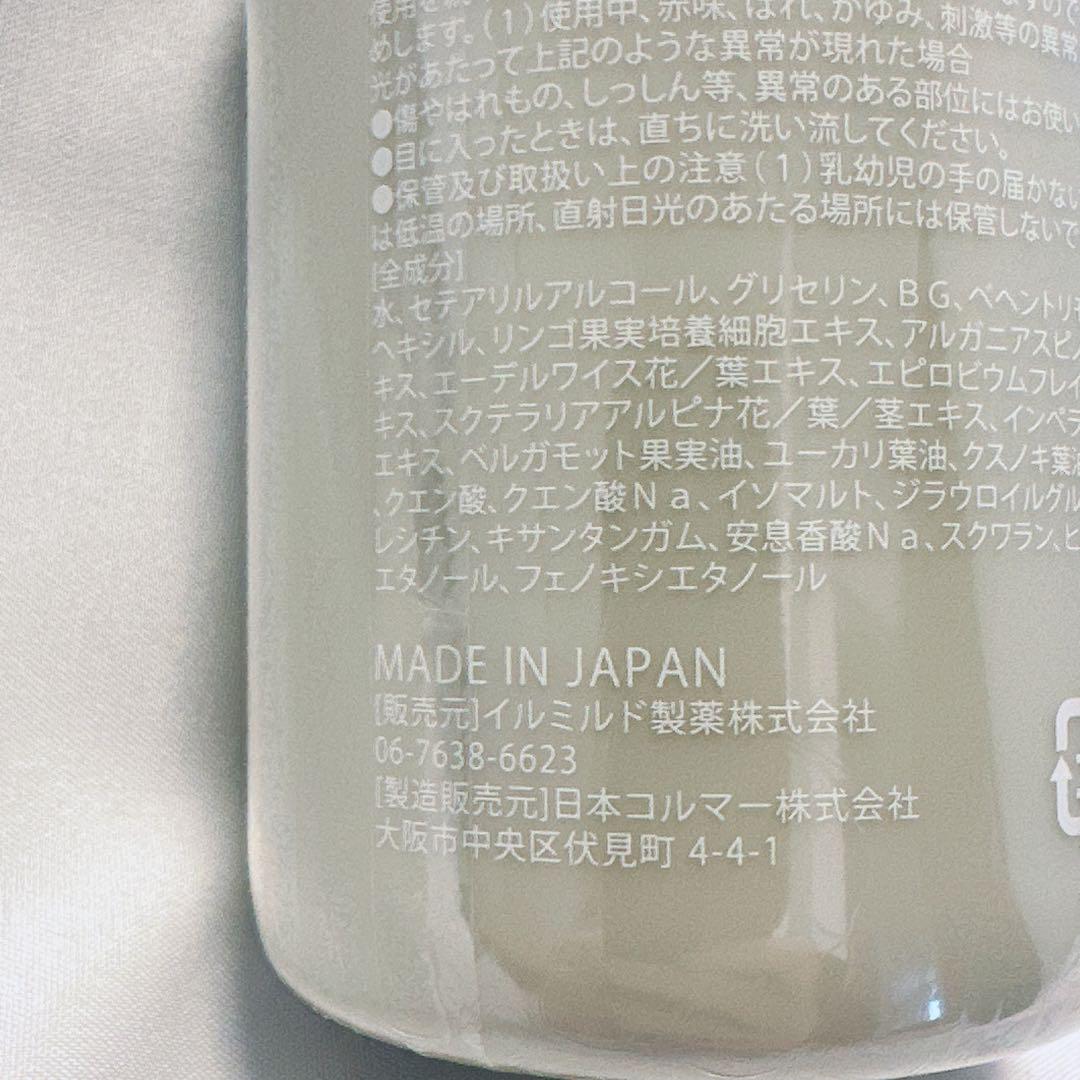 めします。(1)使用中、赤味、はれ、かゆみ、刺激等の異常
光があたって上記のような異常が現れた場合
●傷やはれもの、しっしん等、異常のある部位にはお使い
●目に入ったときは、直ちに洗い流してください。
●保管及び取扱い上の注意(1)乳幼児の手の届かない
は低温の場所、直射日光のあたる場所には保管しないで
[全成分]
水、セテアリルアルコール、グリセリン、BG、ベヘントリモ
ヘキシル、リンゴ果実培養細胞エキス、アルガニアスピノ
キス、エーデルワイス花／葉エキス、エピロビウムフレイ
キス、スクテラリアアルピナ花／葉／茎エキス、インペラ
エキス、ベルガモット果実油、ユーカリ葉油、クスノキ葉油
、クエン酸、クエン酸Na、イソマルト、ジラウロイルグル
レシチン、キサンタンガム、安息香酸Na、スクワラン、ヒ
エタノール、フェノキシエタノール
MADE IN JAPAN
[販売元]イルミルド製薬株式会社
06-7638-6623
[製造販売元]日本コルマー株式会社
大阪市中央区伏見町 4-4-1